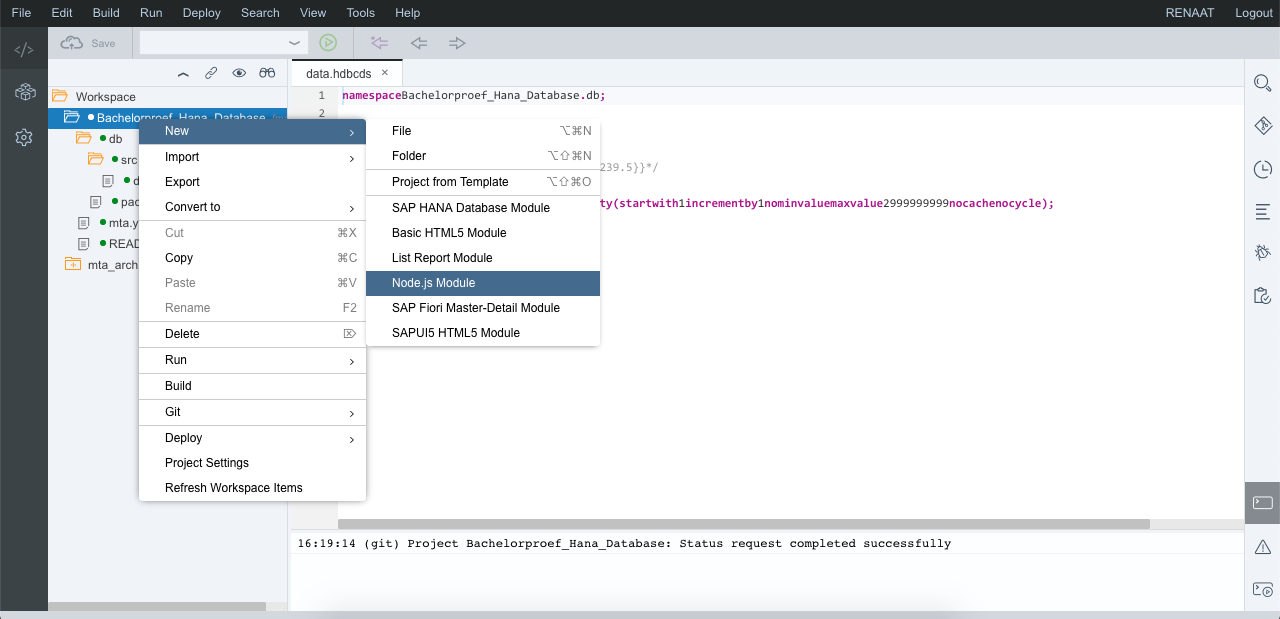 File Edit Build Run Deploy Search View Tools Help RENAAT Logout
Save
data.hdbcds ×
Workspace
Bachelorproef_Hana_Database
db
src
d
pac
mta.y
READ
mta_arch
New
Import
Export
Convert to
Cut ⌘X
Copy ⌘C
Paste ⌘V
Rename F2
Delete ⌦
Run
Build
Git
Deploy
Project Settings
Refresh Workspace Items
File ⌥⌘N
Folder ⌥⇧⌘N
Project from Template ⌥⇧⌘O
SAP HANA Database Module
Basic HTML5 Module
List Report Module
Node.js Module
SAP Fiori Master-Detail Module
SAPUI5 HTML5 Module
1 namespaceBachelorproef_Hana_Database.db;
2
239.5}}*/
ty(startwith1incrementby1nominvaluemaxvalue2999999999nocachenocycle);
16:19:14 (git) Project Bachelorproef_Hana_Database: Status request completed successfully